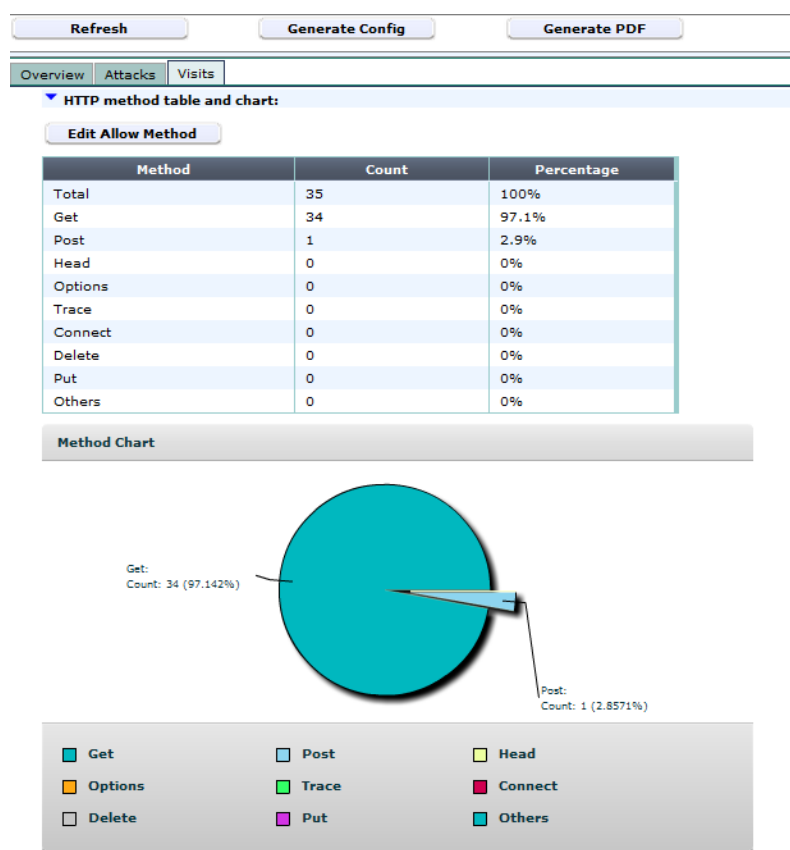 Refresh Generate Config Generate PDF
Overview Attacks Visits
HTTP method table and chart:
Edit Allow Method
Method Count Percentage
Total 35 100%
Get 34 97.1%
Post 1 2.9%
Head 0 0%
Options 0 0%
Trace 0 0%
Connect 0 0%
Delete 0 0%
Put 0 0%
Others 0 0%
Method Chart
Get:
Count: 34 (97.142%)
Post:
Count: 1 (2.8571%)
Get Post Head
Options Trace Connect
Delete Put Others